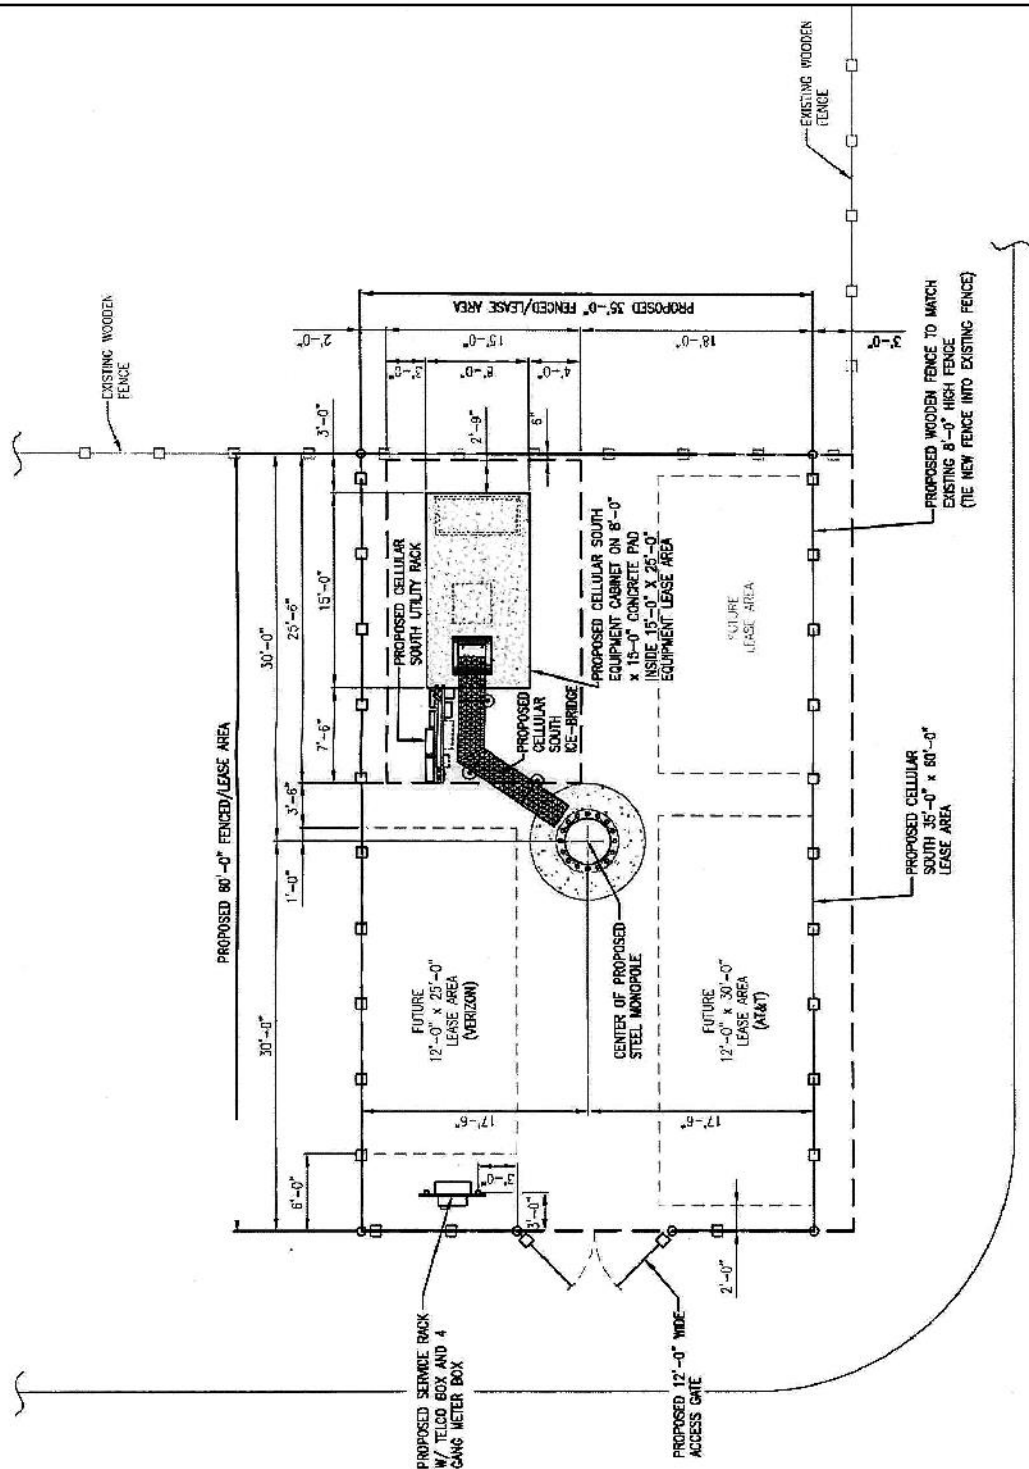 EXISTING WOODEN
FENCE
EXISTING WOODEN
FENCE
PROPOSED 60'-0" FENCED/LEASE AREA
30'-0"
30'-0"
25'-6"
6'-0"
1'-0"
3'-6"
7'-6"
15'-0"
3'-0"
2'-0"
15'-0"
18'-0"
3'-0"
PROPOSED 35'-0" FENCED/LEASE AREA
3'-0"
8'-0"
4'-0"
2'-9"
6"
PROPOSED CELLULAR
SOUTH UTILITY RACK
PROPOSED CELLULAR SOUTH
EQUIPMENT CABINET ON 8'-0"
x 15-0" CONCRETE PAD
INSIDE 15'-0" X 25'-0"
EQUIPMENT LEASE AREA
PROPOSED
CELLULAR
SOUTH
ICE-BRIDGE
FUTURE
12'-0" x 25'-0"
LEASE AREA
(VERIZON)
CENTER OF PROPOSED
STEEL MONOPOLE
FUTURE
12'-0" x 30'-0"
LEASE AREA
(AT&T)
FUTURE
LEASE AREA
17'-6"
17'-6"
3'-0"
3'-0"
2'-0"
PROPOSED SERVICE RACK
W/ TELCO BOX AND 4
GANG METER BOX
PROPOSED 12'-0" WIDE
ACCESS GATE
PROPOSED CELLULAR
SOUTH 35'-0" x 60'-0"
LEASE AREA
PROPOSED WOODEN FENCE TO MATCH
EXISTING 8'-0" HIGH FENCE
(TIE NEW FENCE INTO EXISTING FENCE)